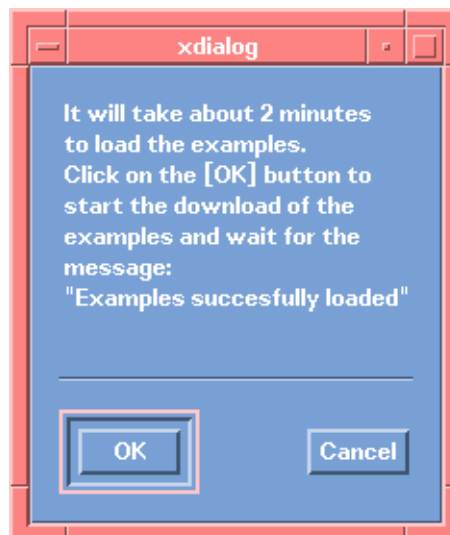 xdialog
It will take about 2 minutes
to load the examples.
Click on the [OK] button to
start the download of the
examples and wait for the
message:
"Examples succesfully loaded"
OK
Cancel